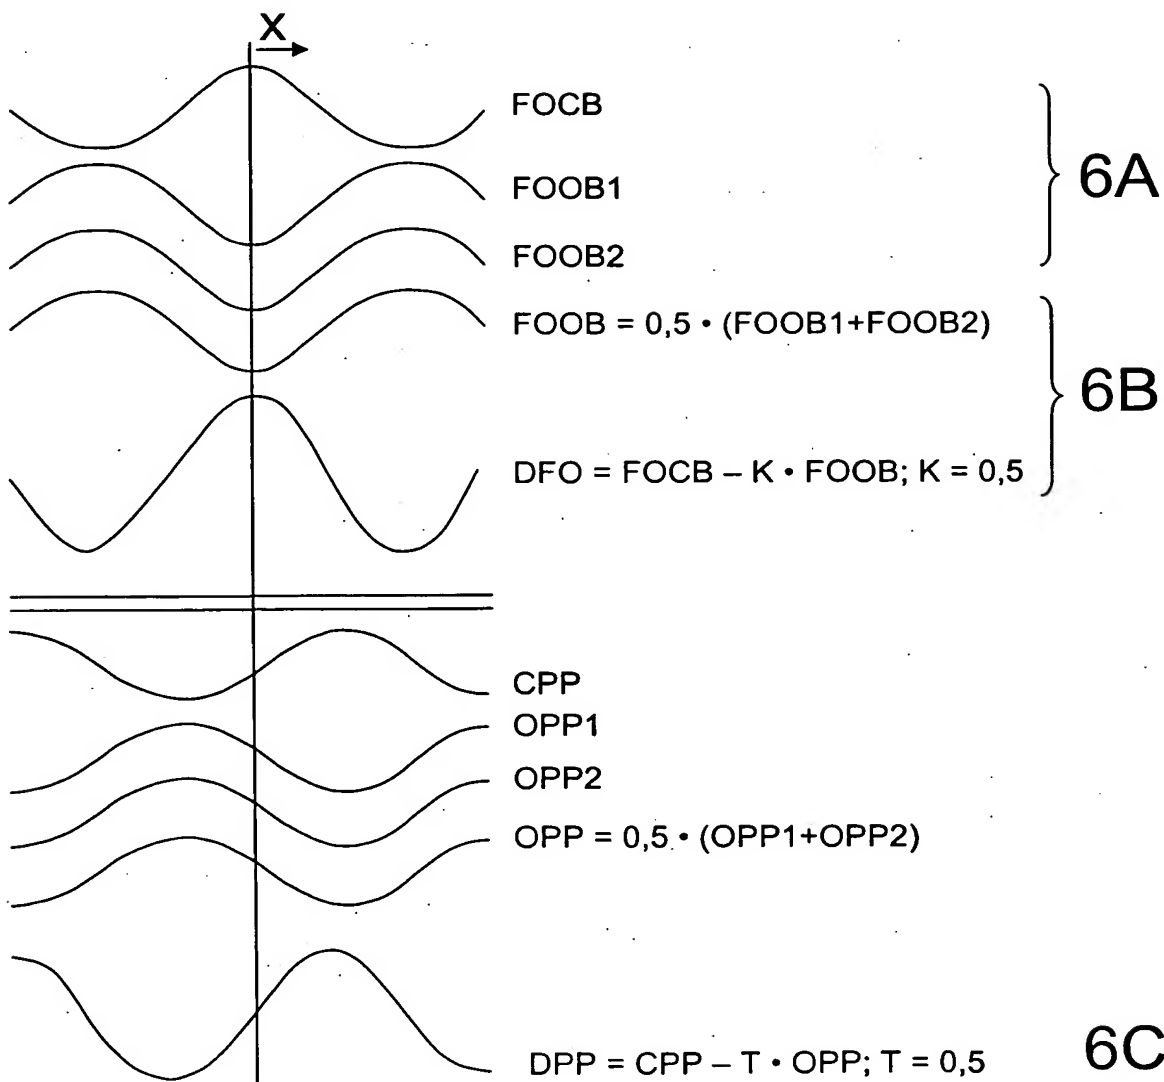 X
FOCB
FOOB1
6A
FOOB2
FOOB = 0,5 • (FOOB1+FOOB2)
6B
DFO = FOCB – K • FOOB; K = 0,5
CPP
OPP1
OPP2
OPP = 0,5 • (OPP1+OPP2)
DPP = CPP – T • OPP; T = 0,5
6C